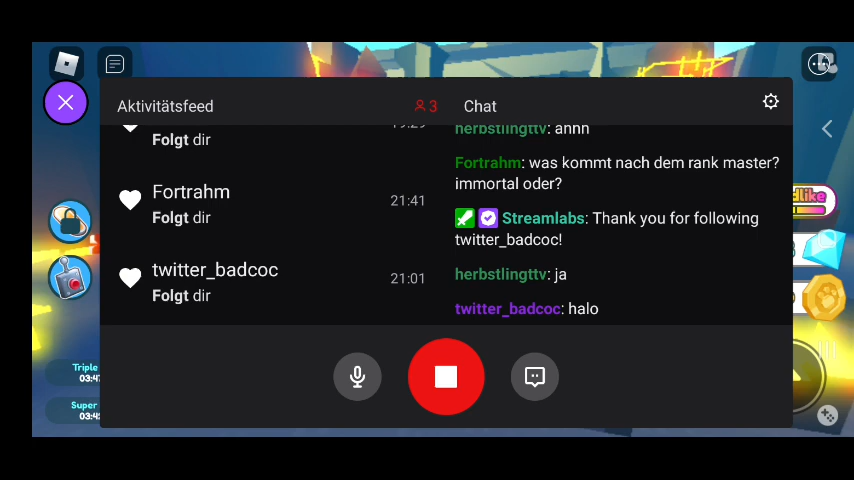 Aktivitätsfeed
3
Chat
Folgt dir
Fortrahm
21:41
Folgt dir
twitter_badcoc
21:01
Folgt dir
herbstlingttv: ahhh
Fortrahm: was kommt nach dem rank master?
immortal oder?
Streamlabs: Thank you for following
twitter_badcoc!
herbstlingttv: ja
twitter_badcoc: halo
Triple
Super